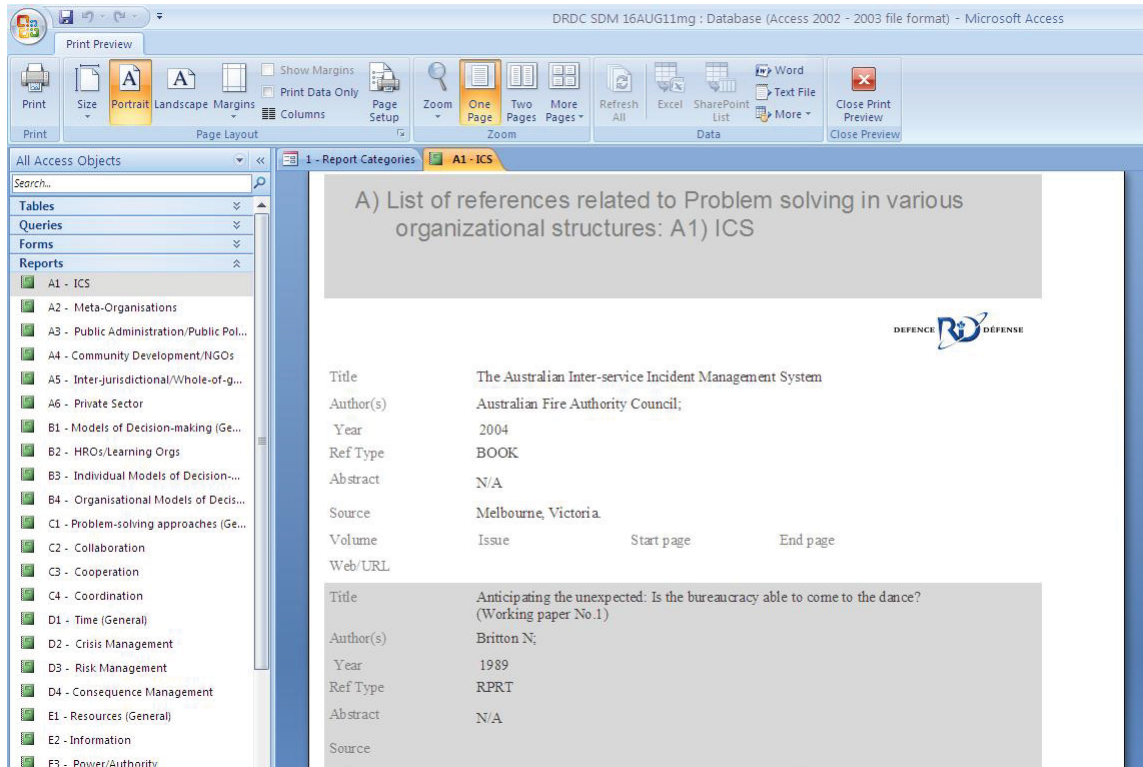 DRDC SDM 16AUG11mg : Database (Access 2002 - 2003 file format) - Microsoft Access
Print Preview
Print
Size
Portrait
Landscape
Margins
Show Margins
Print Data Only
Columns
Page Setup
Zoom
One Page
Two Pages
More Pages
Refresh All
Excel
SharePoint List
Word
Text File
More
Close Print Preview
Print
Page Layout
Zoom
Data
Close Preview
All Access Objects
Search...
Tables
Queries
Forms
Reports
A1 - ICS
A2 - Meta-Organisations
A3 - Public Administration/Public Pol...
A4 - Community Development/NGOs
A5 - Inter-jurisdictional/Whole-of-g...
A6 - Private Sector
B1 - Models of Decision-making (Ge...
B2 - HROs/Learning Orgs
B3 - Individual Models of Decision-...
B4 - Organisational Models of Decis...
C1 - Problem-solving approaches (Ge...
C2 - Collaboration
C3 - Cooperation
C4 - Coordination
D1 - Time (General)
D2 - Crisis Management
D3 - Risk Management
D4 - Consequence Management
E1 - Resources (General)
E2 - Information
E3 - Power/Authority
1 - Report Categories
A1 - ICS
A) List of references related to Problem solving in various
organizational structures: A1) ICS
DEFENCE R&D DÉFENSE
Title The Australian Inter-service Incident Management System
Author(s) Australian Fire Authority Council;
Year 2004
Ref Type BOOK
Abstract N/A
Source Melbourne, Victoria.
Volume Issue Start page End page
Web/URL
Title Anticipating the unexpected: Is the bureaucracy able to come to the dance?
(Working paper No.1)
Author(s) Britton N;
Year 1989
Ref Type RPRT
Abstract N/A
Source